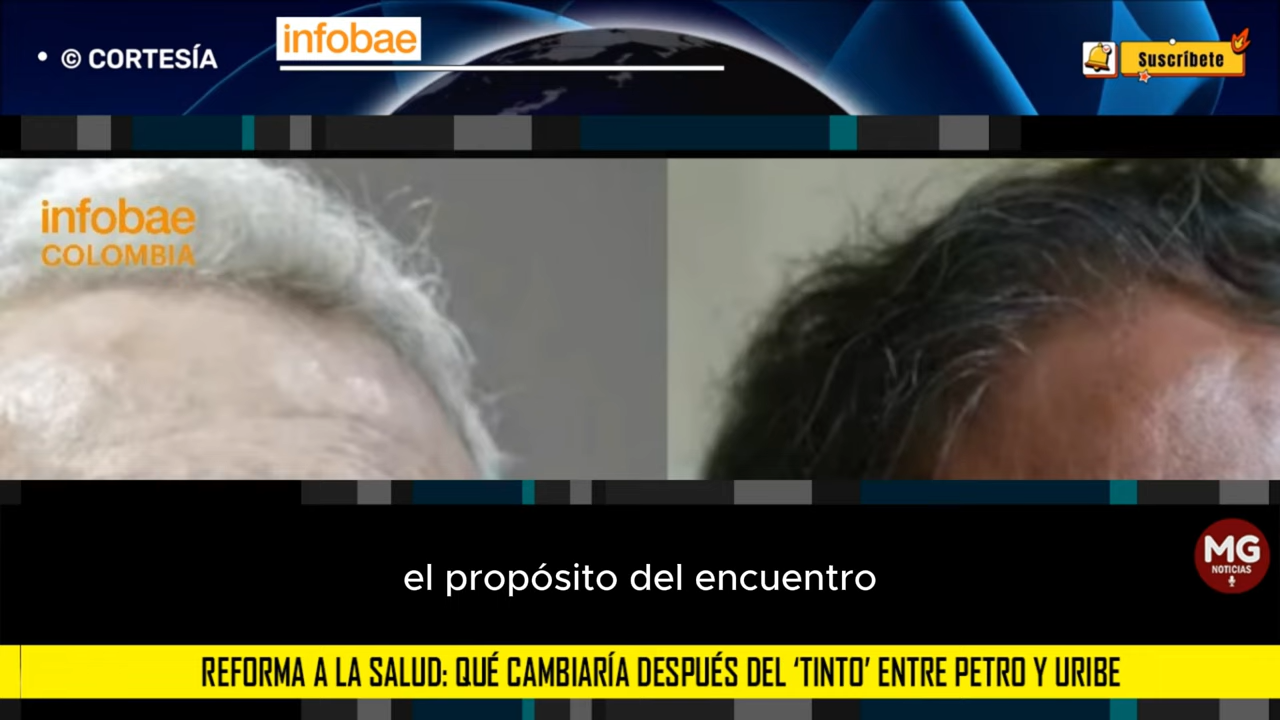 • © CORTESÍA
infobae
Suscríbete
infobae
COLOMBIA
el propósito del encuentro
MG
NOTICIAS
REFORMA A LA SALUD: QUÉ CAMBIARÍA DESPUÉS DEL ‘TINTO’ ENTRE PETRO Y URIBE